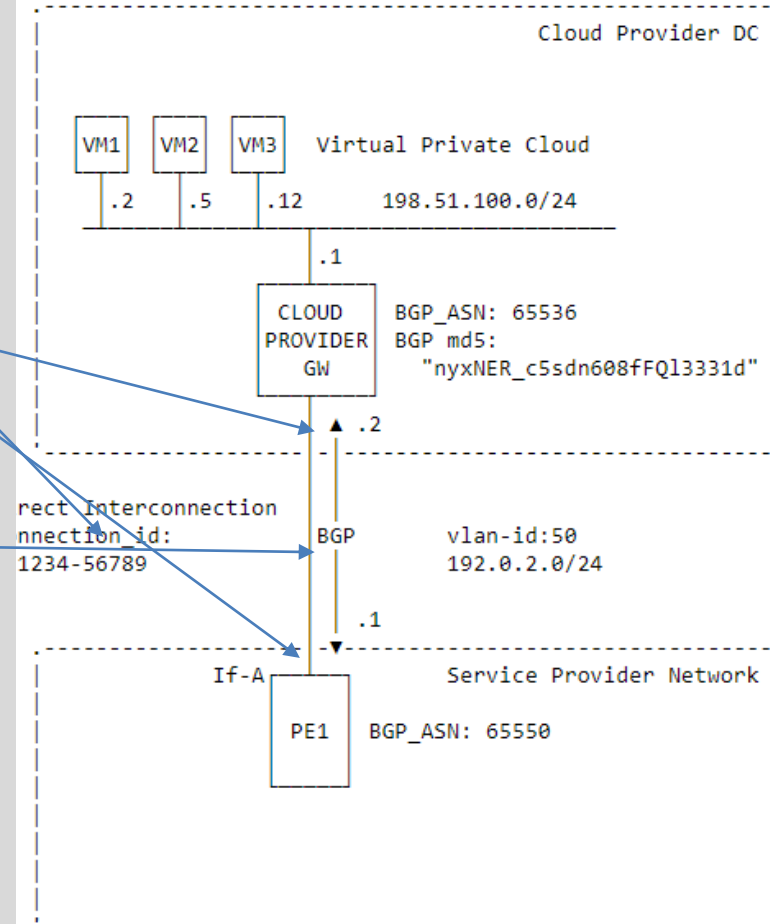 Cloud Provider DC
VM1 VM2 VM3 Virtual Private Cloud
.2 .5 .12 198.51.100.0/24
.1
CLOUD BGP_ASN: 65536
PROVIDER BGP md5:
GW "nyxNER_c5sdn608fFQl3331d"
.2
rect Interconnection
nnection_id: BGP vlan-id:50
1234-56789 192.0.2.0/24
.1
If-A Service Provider Network
PE1 BGP_ASN: 65550